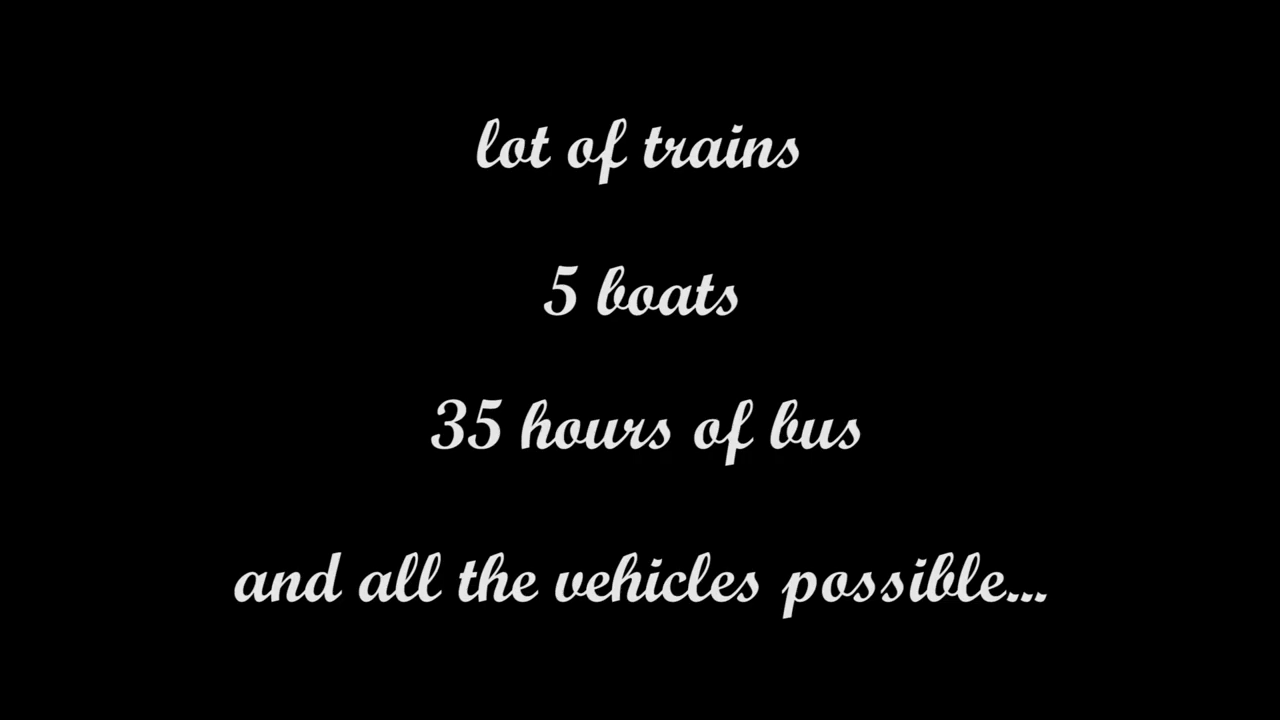 lot of trains
5 boats
35 hours of bus
and all the vehicles possible...